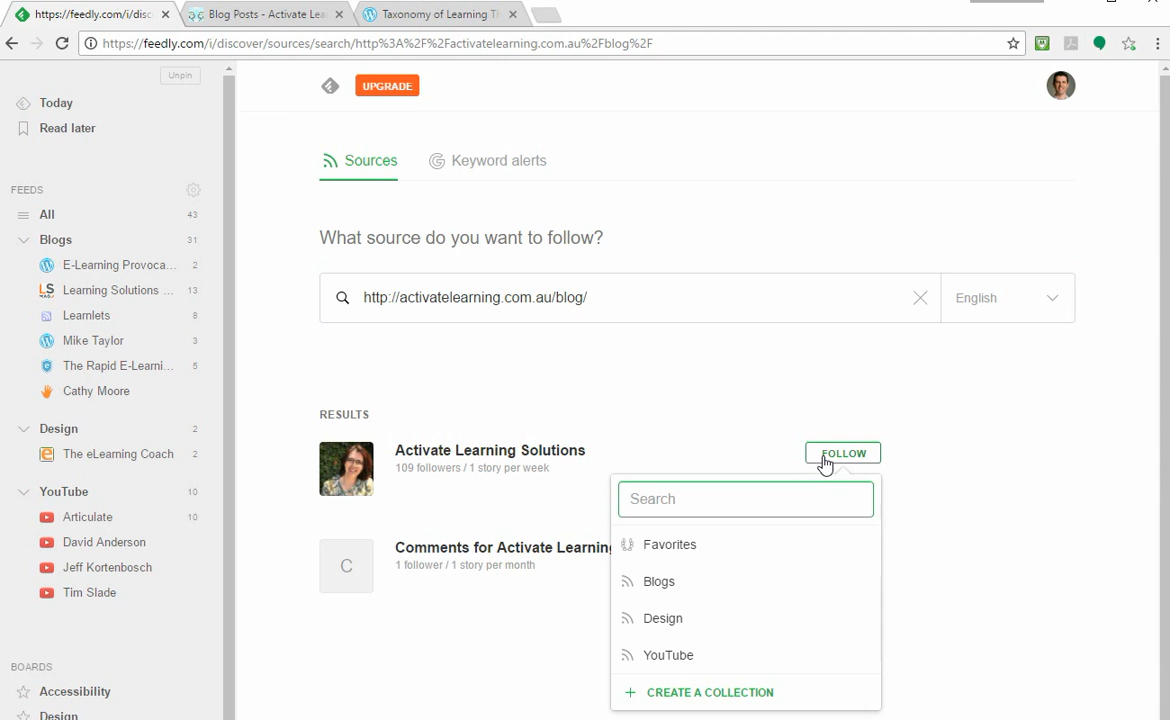 https://feedly.com/i/disc
Blog Posts - Activate Lea
Taxonomy of Learning Th
https://feedly.com/i/discover/sources/search/http%3A%2F%2Factivatelearning.com.au%2Fblog%2F
Unpin
Today
Read later
FEEDS
All 43
Blogs 31
E-Learning Provoca... 2
Learning Solutions ... 13
Learnlets 8
Mike Taylor 3
The Rapid E-Learni... 5
Cathy Moore
Design 2
The eLearning Coach 2
YouTube 10
Articulate 10
David Anderson
Jeff Kortenbosch
Tim Slade
BOARDS
Accessibility
Design
UPGRADE
Sources
Keyword alerts
What source do you want to follow?
http://activatelearning.com.au/blog/
English
RESULTS
Activate Learning Solutions
109 followers / 1 story per week
FOLLOW
C
Comments for Activate Learning
1 follower / 1 story per month
Search
Favorites
Blogs
Design
YouTube
+ CREATE A COLLECTION